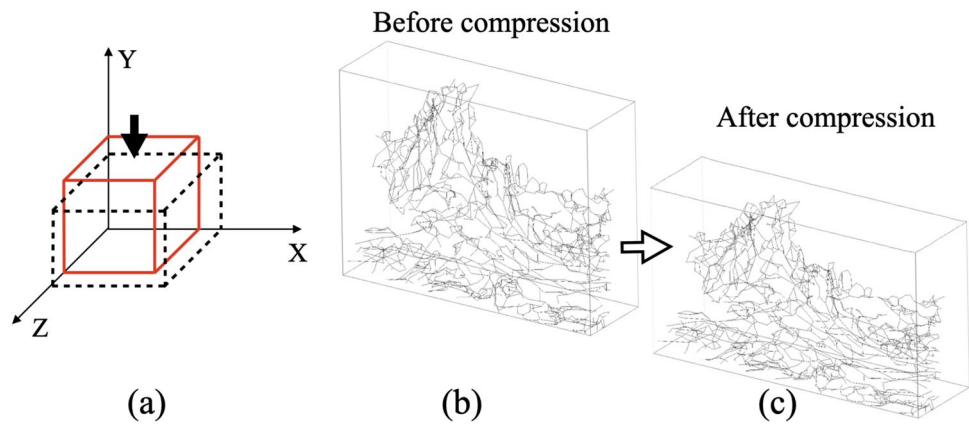 Before compression
After compression
Y
X
Z
(a)
(b)
(c)